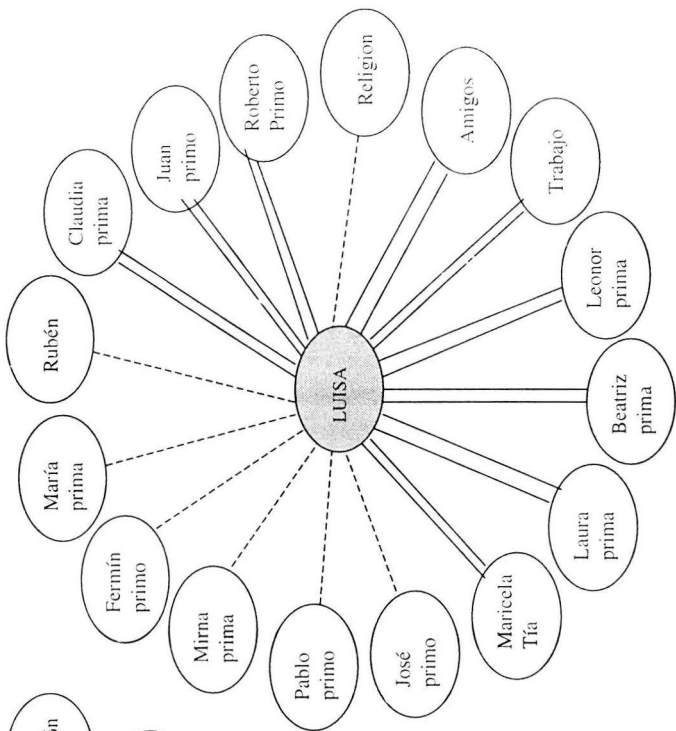 LUISA
Rubén
Claudia
prima
Juan
primo
Roberto
Primo
Religion
Amigos
Trabajo
Leonor
prima
Beatriz
prima
Laura
prima
Maricela
Tía
José
primo
Pablo
primo
Mirna
prima
Fermín
primo
María
prima